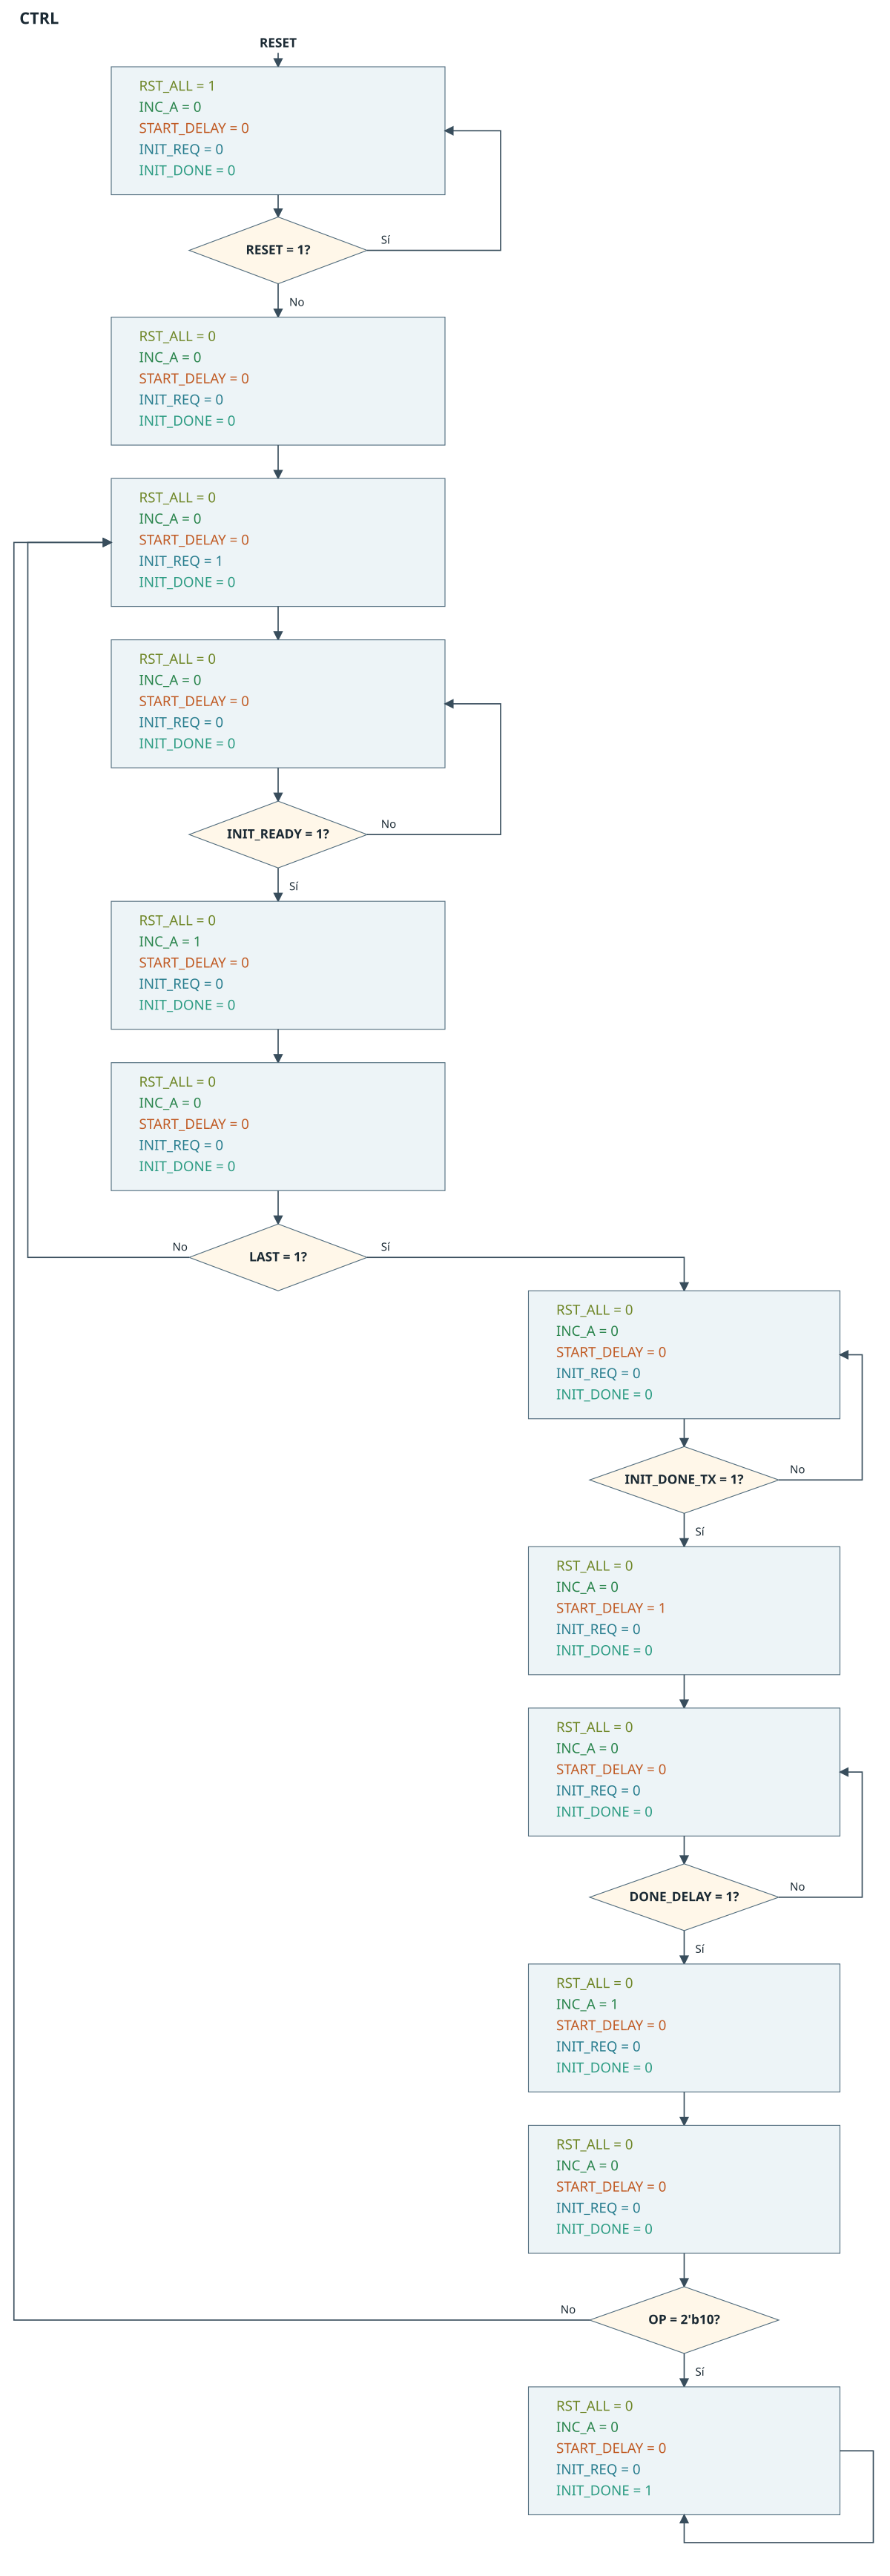 CTRL
RESET
RST_ALL = 1
INC_A = 0
START_DELAY = 0
INIT_REQ = 0
INIT_DONE = 0
RESET = 1?
Sí
No
RST_ALL = 0
INC_A = 0
START_DELAY = 0
INIT_REQ = 0
INIT_DONE = 0
RST_ALL = 0
INC_A = 0
START_DELAY = 0
INIT_REQ = 1
INIT_DONE = 0
RST_ALL = 0
INC_A = 0
START_DELAY = 0
INIT_REQ = 0
INIT_DONE = 0
INIT_READY = 1?
No
Sí
RST_ALL = 0
INC_A = 1
START_DELAY = 0
INIT_REQ = 0
INIT_DONE = 0
RST_ALL = 0
INC_A = 0
START_DELAY = 0
INIT_REQ = 0
INIT_DONE = 0
No
LAST = 1?
Sí
RST_ALL = 0
INC_A = 0
START_DELAY = 0
INIT_REQ = 0
INIT_DONE = 0
INIT_DONE_TX = 1?
No
Sí
RST_ALL = 0
INC_A = 0
START_DELAY = 1
INIT_REQ = 0
INIT_DONE = 0
RST_ALL = 0
INC_A = 0
START_DELAY = 0
INIT_REQ = 0
INIT_DONE = 0
DONE_DELAY = 1?
No
Sí
RST_ALL = 0
INC_A = 1
START_DELAY = 0
INIT_REQ = 0
INIT_DONE = 0
RST_ALL = 0
INC_A = 0
START_DELAY = 0
INIT_REQ = 0
INIT_DONE = 0
No
OP = 2'b10?
Sí
RST_ALL = 0
INC_A = 0
START_DELAY = 0
INIT_REQ = 0
INIT_DONE = 1